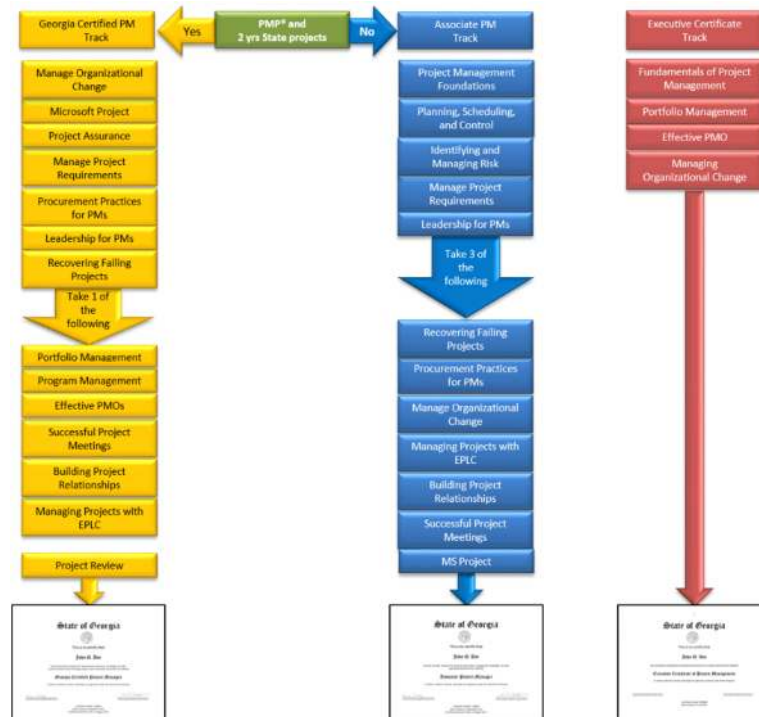 Georgia Certified PM
Track
Yes
PMP® and
2 yrs State projects
No
Associate PM
Track
Executive Certificate
Track
Manage Organizational
Change
Microsoft Project
Project Assurance
Manage Project
Requirements
Procurement Practices
for PMs
Leadership for PMs
Recovering Failing
Projects
Take 1 of
the
following
Portfolio Management
Program Management
Effective PMOs
Successful Project
Meetings
Building Project
Relationships
Managing Projects with
EPLC
Project Review
State of Georgia
Project Management
Foundations
Planning, Scheduling,
and Control
Identifying and
Managing Risk
Manage Project
Requirements
Leadership for PMs
Take 3 of
the
following
Recovering Failing
Projects
Procurement Practices
for PMs
Manage Organizational
Change
Managing Projects with
EPLC
Building Project
Relationships
Successful Project
Meetings
MS Project
State of Georgia
Fundamentals of Project
Management
Portfolio Management
Effective PMO
Managing
Organizational Change
State of Georgia